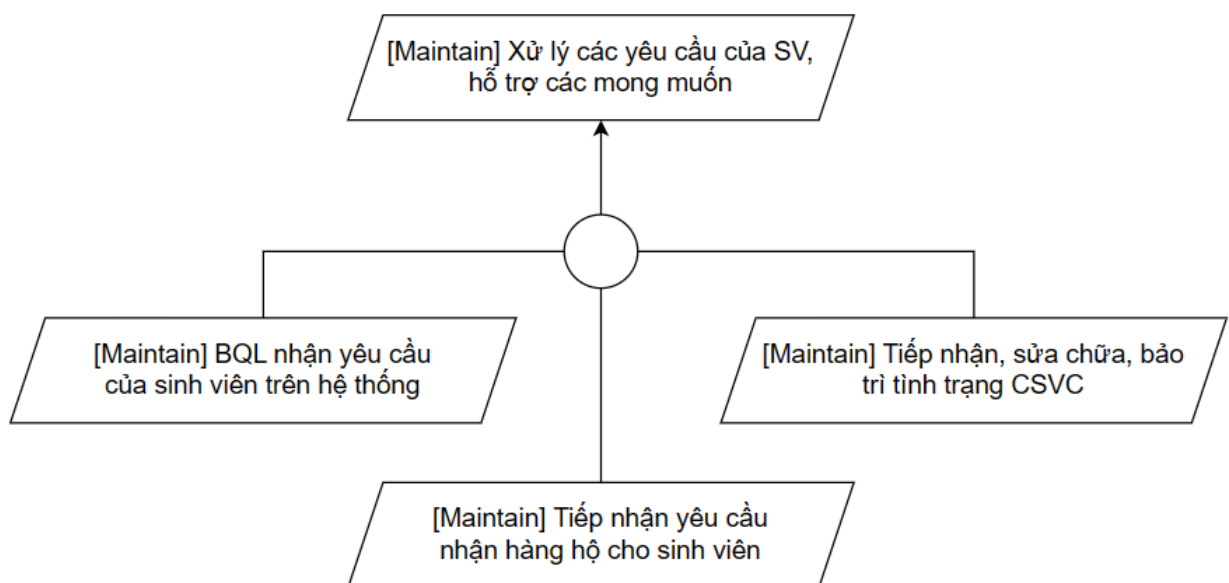 [Maintain] Xử lý các yêu cầu của SV,
hỗ trợ các mong muốn
[Maintain] BQL nhận yêu cầu
của sinh viên trên hệ thống
[Maintain] Tiếp nhận, sửa chữa, bảo
trì tình trạng CSVC
[Maintain] Tiếp nhận yêu cầu
nhận hàng hộ cho sinh viên